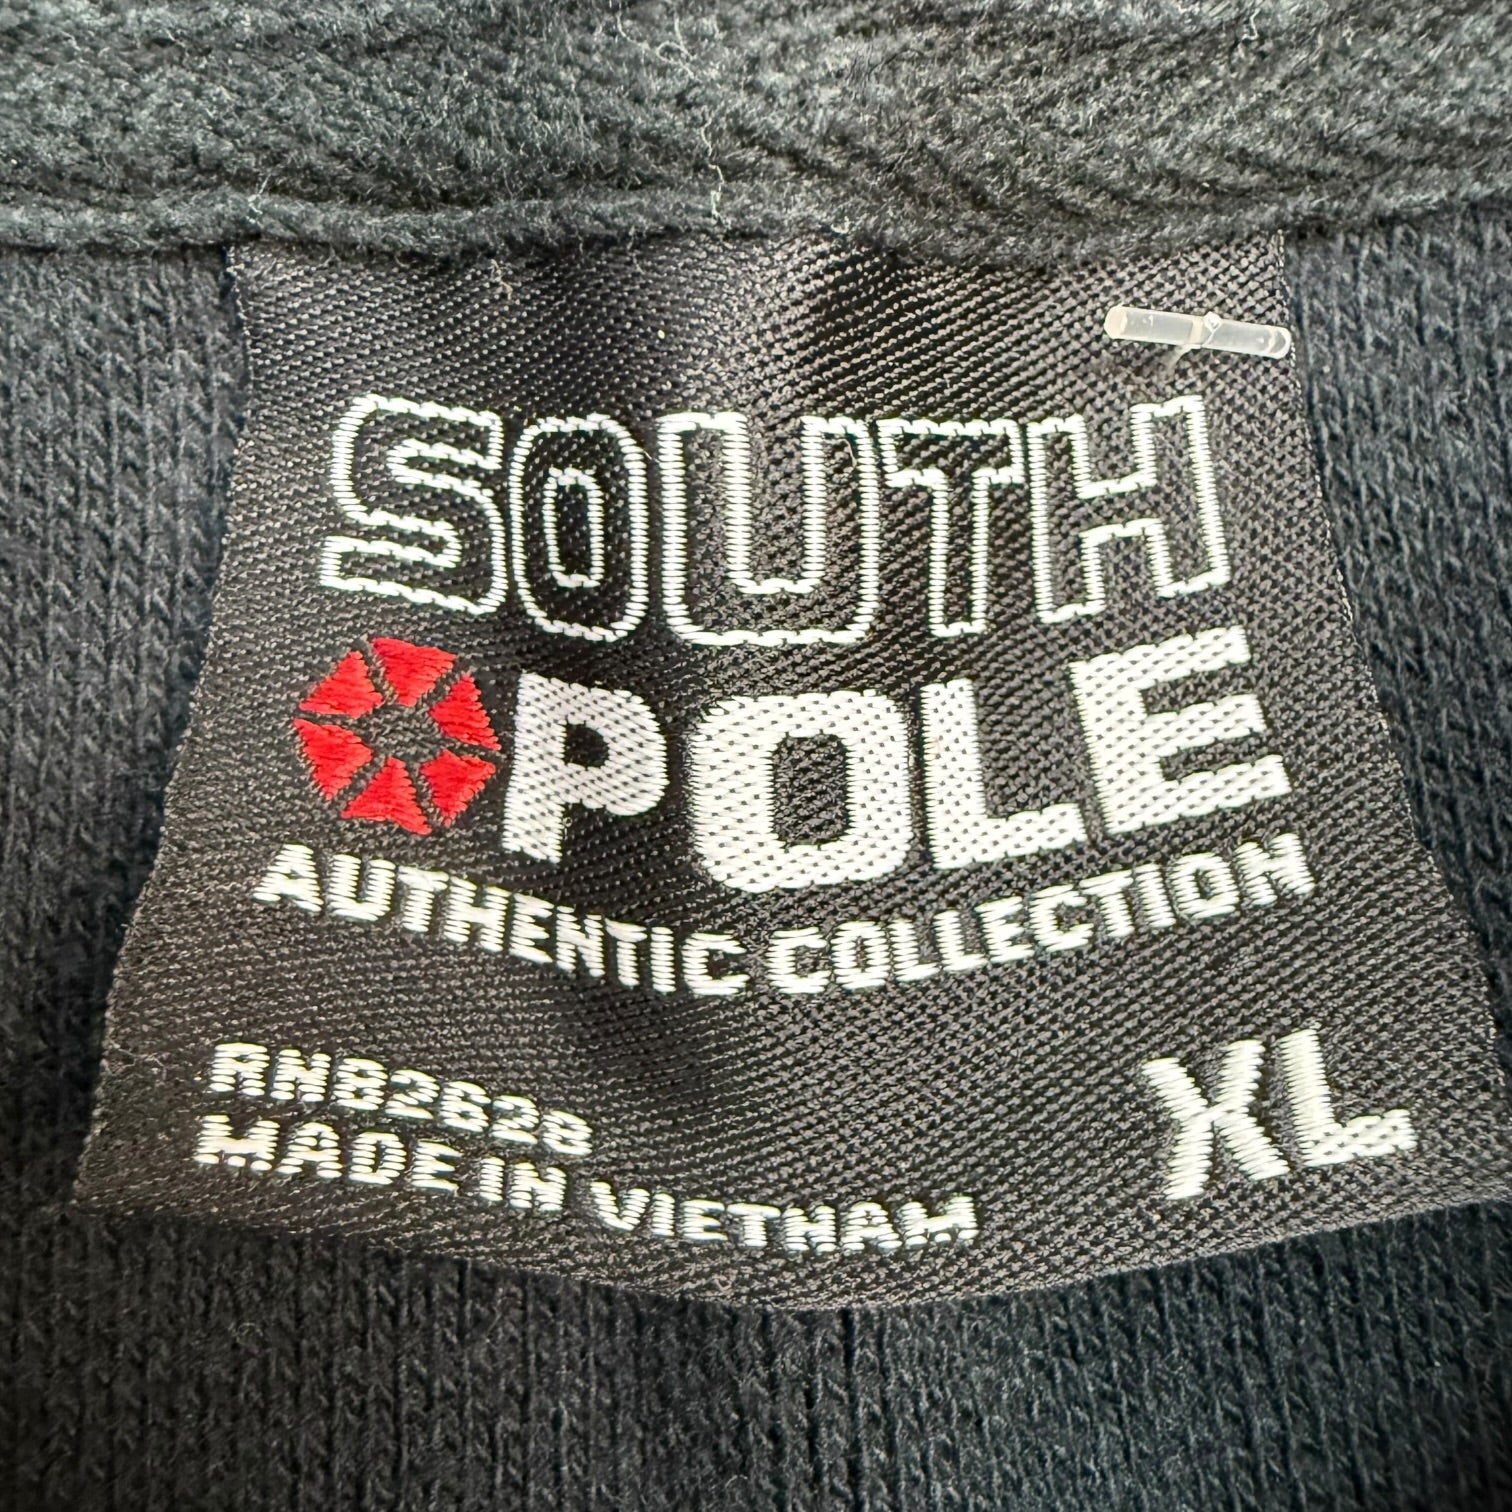 SOUTH
POLE
AUTHENTIC COLLECTION
RN82628
MADE IN VIETNAM
XL